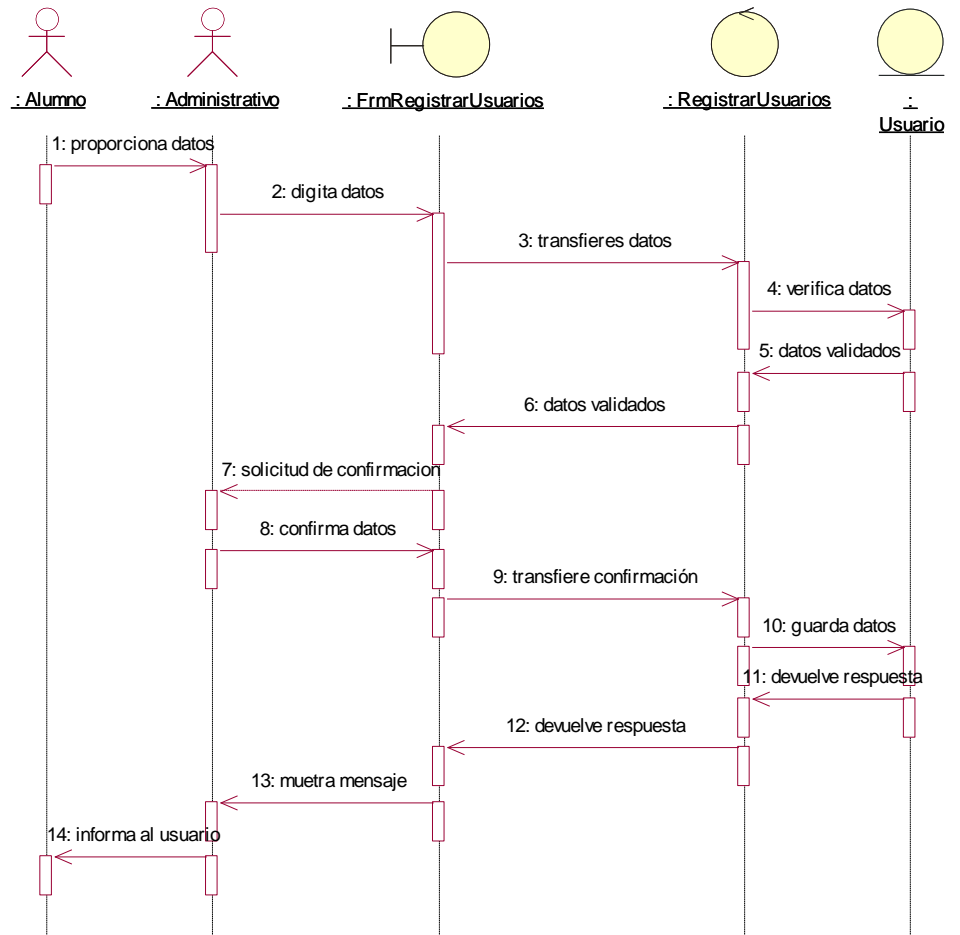 : Alumno
: Administrativo
: FrmRegistrarUsuarios
: RegistrarUsuarios
:
Usuario
1: proporciona datos
2: digita datos
3: transfieres datos
4: verifica datos
5: datos validados
6: datos validados
7: solicitud de confirmacion
8: confirma datos
9: transfiere confirmación
10: guarda datos
11: devuelve respuesta
12: devuelve respuesta
13: muetra mensaje
14: informa al usuario